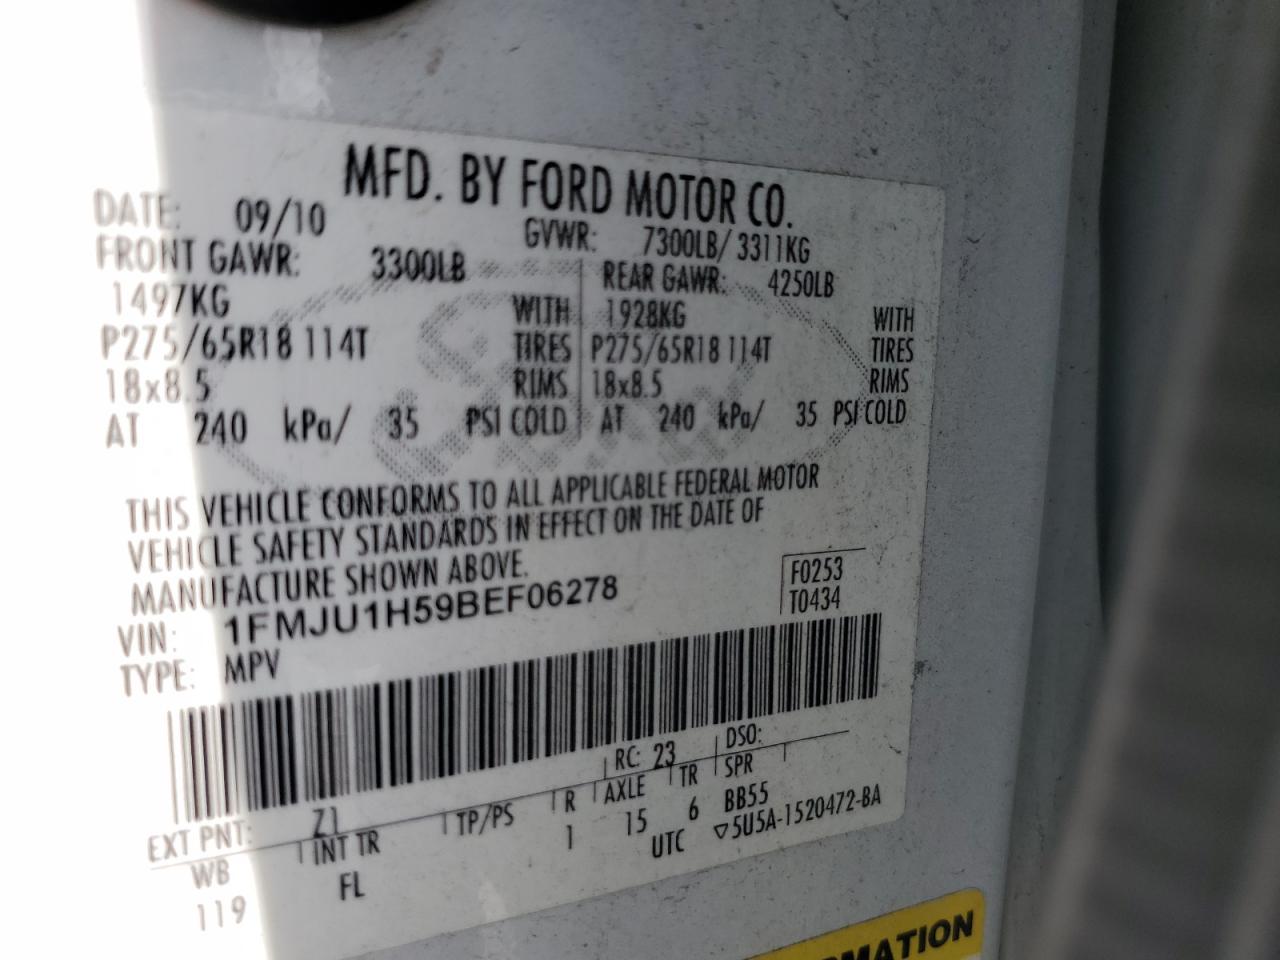 MFD. BY FORD MOTOR CO.
DATE: 09/10 GVWR: 7300LB/ 3311KG
FRONT GAWR: 3300LB REAR GAWR: 4250LB
1497KG WITH 1928KG WITH
P275/65R18 114T TIRES P275/65R18 114T TIRES
18x8.5 RIMS 18x8.5 RIMS
AT 240 kPa/ 35 PSI COLD AT 240 kPa/ 35 PSI COLD
THIS VEHICLE CONFORMS TO ALL APPLICABLE FEDERAL MOTOR
VEHICLE SAFETY STANDARDS IN EFFECT ON THE DATE OF
MANUFACTURE SHOWN ABOVE.
F0253
VIN: 1FMJU1H59BEF06278
T0434
TYPE: MPV
EXT PNT: Z1 RC: 23 DSO:
WB INT TR TP/PS R AXLE TR SPR
119 FL 1 15 6 BB55
UTC ▽5U5A-1520472-BA